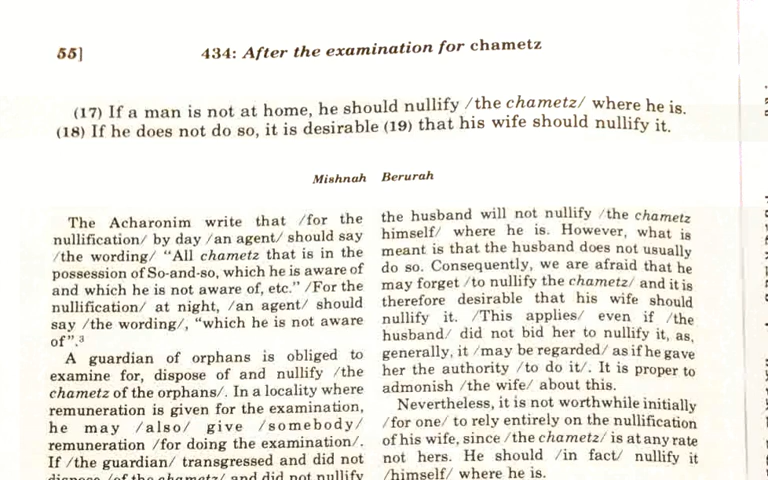 55]
434: After the examination for chametz
(17) If a man is not at home, he should nullify /the chametz/ where he is.
(18) If he does not do so, it is desirable (19) that his wife should nullify it.
Mishnah Berurah
The Acharonim write that /for the
nullification/ by day /an agent/ should say
/the wording/ “All chametz that is in the
possession of So-and-so, which he is aware of
and which he is not aware of, etc.” /For the
nullification/ at night, /an agent/ should
say /the wording/, “which he is not aware
of”.³
A guardian of orphans is obliged to
examine for, dispose of and nullify /the
chametz of the orphans/. In a locality where
remuneration is given for the examination,
he may /also/ give /somebody/
remuneration /for doing the examination/.
If /the guardian/ transgressed and did not
dispose /of the chametz/ and did not nullify
the husband will not nullify /the chametz
himself/ where he is. However, what is
meant is that the husband does not usually
do so. Consequently, we are afraid that he
may forget /to nullify the chametz/ and it is
therefore desirable that his wife should
nullify it. /This applies/ even if /the
husband/ did not bid her to nullify it, as,
generally, it /may be regarded/ as if he gave
her the authority /to do it/. It is proper to
admonish /the wife/ about this.
Nevertheless, it is not worthwhile initially
/for one/ to rely entirely on the nullification
of his wife, since /the chametz/ is at any rate
not hers. He should /in fact/ nullify it
/himself/ where he is.